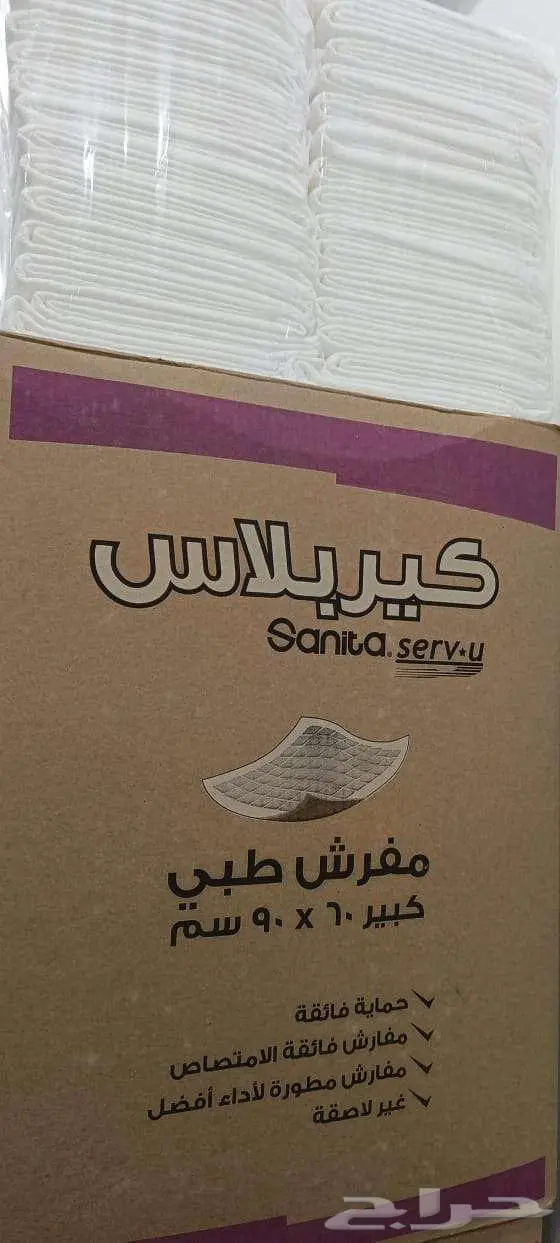 كيربلاس
Sanita. serv★u
مفرش طبي
كبير ٦٠ x ٩٠ سم
✓ حماية فائقة
✓ مفارش فائقة الامتصاص
✓ مفارش مطورة لأداء أفضل
✓ غير لاصقة
حراج